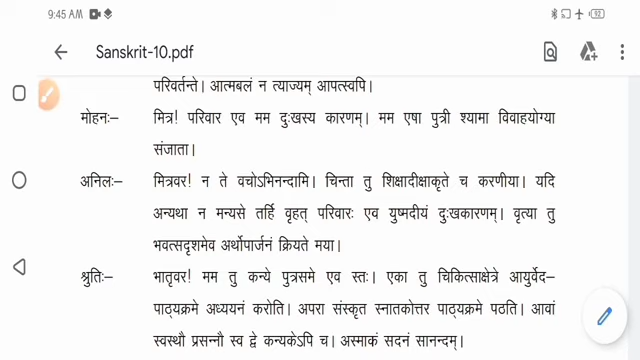 9:45 AM
92
Sanskrit-10.pdf
परिवर्तन्ते। आत्मबलं न त्याज्यम् आपत्स्वपि।
मोहनः– मित्र! परिवार एव मम दुःखस्य कारणम्। मम एषा पुत्री श्यामा विवाहयोग्या
संजाता।
अनिलः– मित्रवर! न ते वचोऽभिनन्दामि। चिन्ता तु शिक्षादीक्षाकृते च करणीया। यदि
अन्यथा न मन्यसे तर्हि वृहत् परिवारः एव युष्मदीयं दुःखकारणम्। वृत्या तु
भवत्सदृशमेव अर्थोपार्जनं क्रियते मया।
श्रुतिः– भातृवर! मम तु कन्ये पुत्रसमे एव स्तः। एका तु चिकित्साक्षेत्रे आयुर्वेद–
पाठ्यक्रमे अध्ययनं करोति। अपरा संस्कृत स्नातकोत्तर पाठ्यक्रमे पठति। आवां
स्वस्थौ प्रसन्नौ स्व द्वे कन्यकेऽपि च। अस्माकं सदनं सानन्दम्।